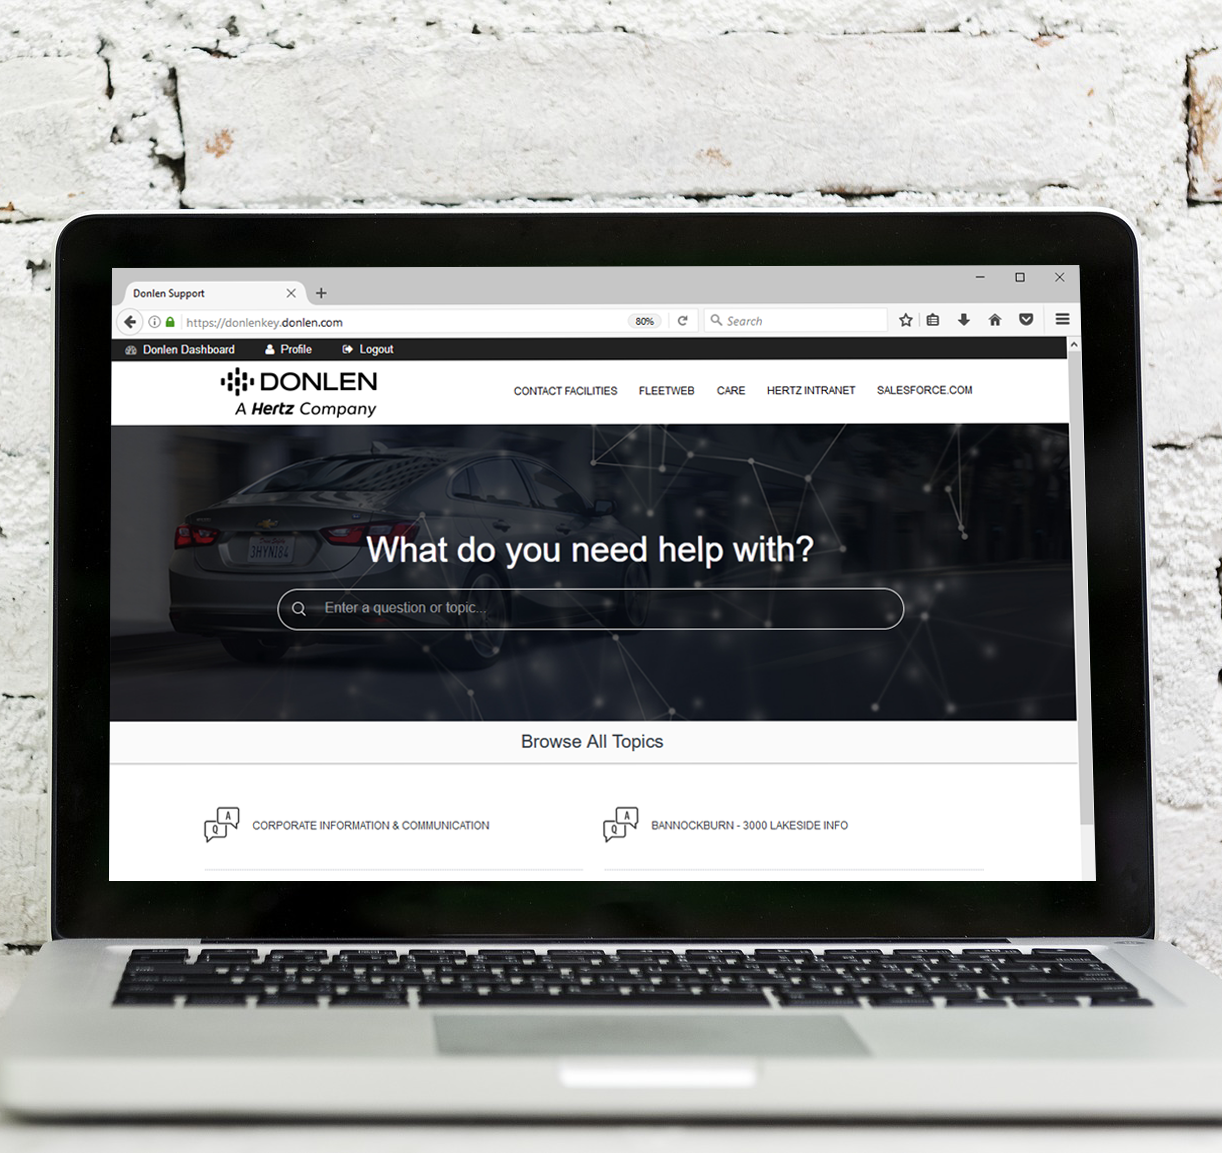 Donlen Support
https://donlenkey.donlen.com
80%
Search
Donlen Dashboard Profile Logout
DONLEN
A Hertz Company
CONTACT FACILITIES FLEETWEB CARE HERTZ INTRANET SALESFORCE.COM
3HYNI84
What do you need help with?
Enter a question or topic...
Browse All Topics
A
Q
CORPORATE INFORMATION & COMMUNICATION
A
Q
BANNOCKBURN - 3000 LAKESIDE INFO